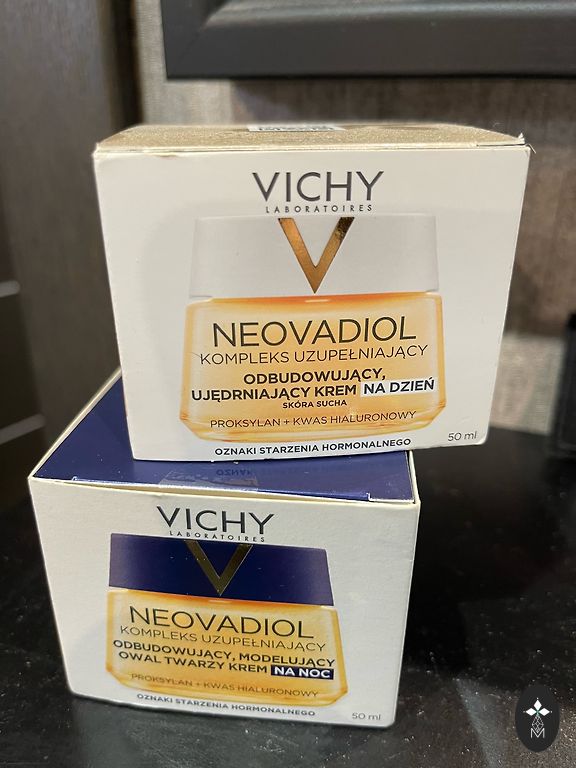 VICHY
LABORATOIRES
NEOVADIOL
KOMPLEKS UZUPEŁNIAJĄCY
ODBUDOWUJĄCY,
UJĘDRNIAJĄCY KREM NA DZIEŃ
SKÓRA SUCHA
PROKSYLAN + KWAS HIALURONOWY
50 ml
OZNAKI STARZENIA HORMONALNEGO
VICHY
LABORATOIRES
NEOVADIOL
KOMPLEKS UZUPEŁNIAJĄCY
ODBUDOWUJĄCY, MODELUJĄCY
OWAL TWARZY KREM NA NOC
PROKSYLAN + KWAS HIALURONOWY
OZNAKI STARZENIA HORMONALNEGO
50 ml
M